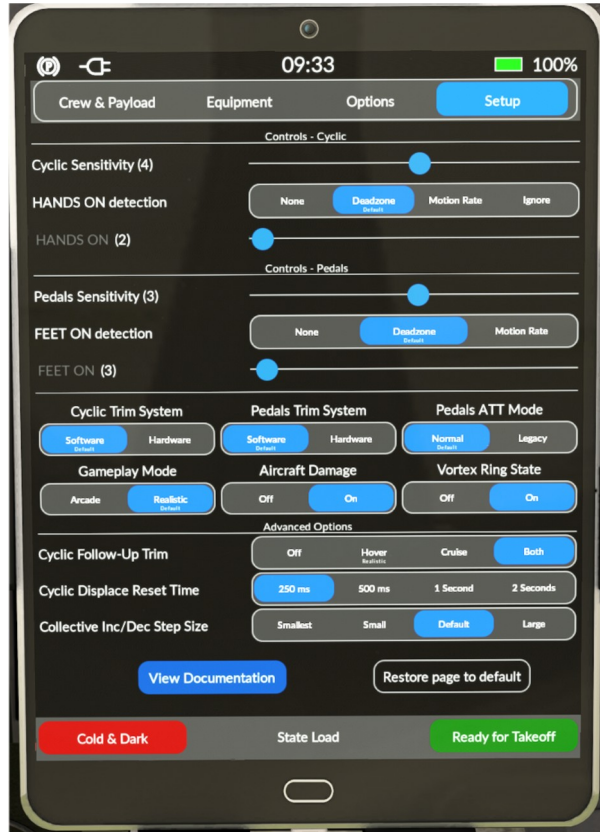 09:33
100%
Crew & Payload Equipment Options Setup
Controls - Cyclic
Cyclic Sensitivity (4)
HANDS ON detection None Deadzone Motion Rate Ignore
Default
HANDS ON (2)
Controls - Pedals
Pedals Sensitivity (3)
FEET ON detection None Deadzone Motion Rate
Default
FEET ON (3)
Cyclic Trim System Pedals Trim System Pedals ATT Mode
Software Hardware Software Hardware Normal Legacy
Default Default Default
Gameplay Mode Aircraft Damage Vortex Ring State
Arcade Realistic Off On Off On
Default
Advanced Options
Cyclic Follow-Up Trim Off Hover Cruise Both
Realistic
Cyclic Displace Reset Time 250 ms 500 ms 1 Second 2 Seconds
Collective Inc/Dec Step Size Smallest Small Default Large
View Documentation Restore page to default
Cold & Dark State Load Ready for Takeoff